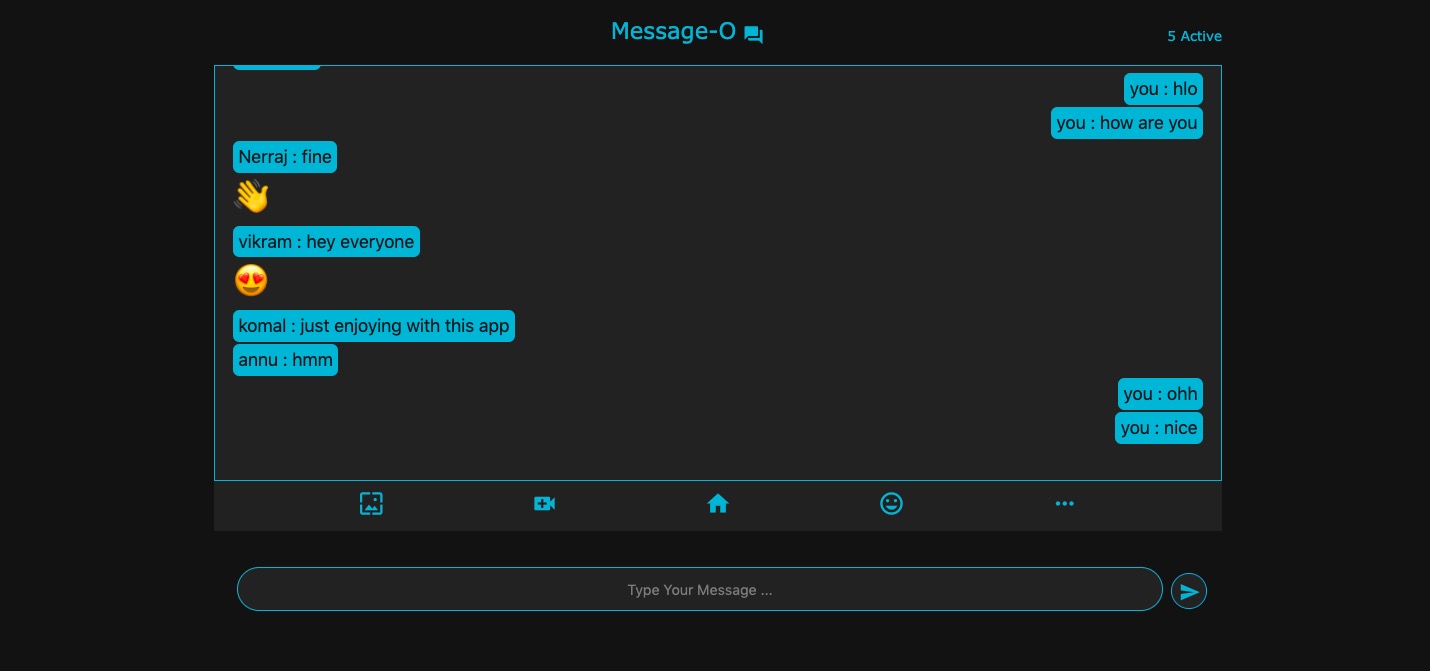 Message-O
5 Active
you : hlo
you : how are you
Nerraj : fine
👋
vikram : hey everyone
😍
komal : just enjoying with this app
annu : hmm
you : ohh
you : nice
Type Your Message ...